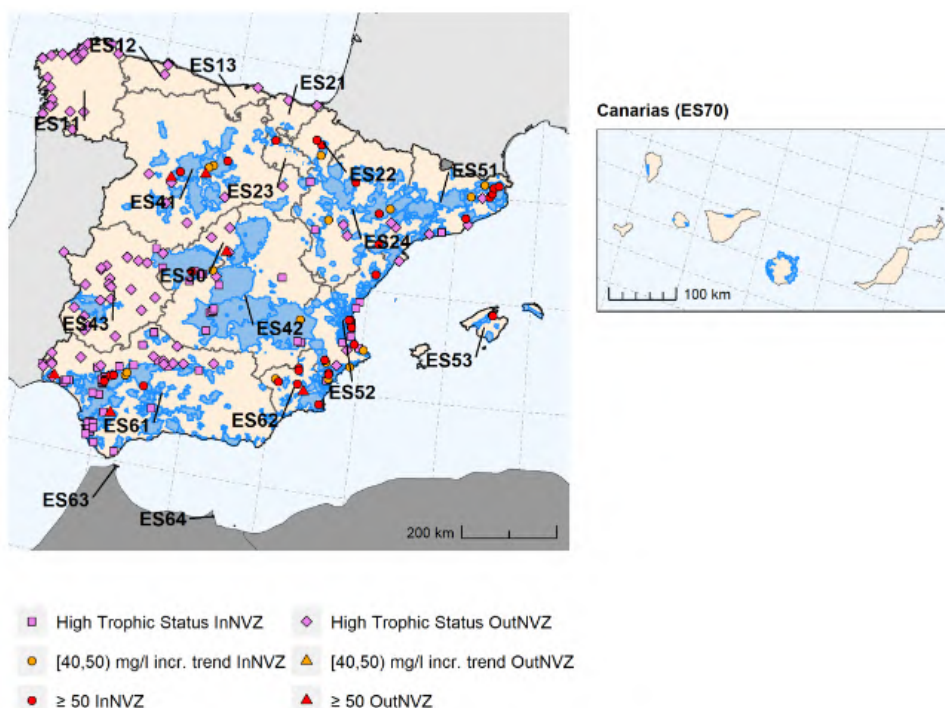 ES12
ES13
ES21
ES11
Canarias (ES70)
ES51
ES22
ES41
ES23
ES24
ES30
ES43
ES42
ES53
ES52
ES61
ES62
ES63
ES64
200 km
100 km
High Trophic Status InNVZ
High Trophic Status OutNVZ
[40,50) mg/l incr. trend InNVZ
[40,50) mg/l incr. trend OutNVZ
≥ 50 InNVZ
≥ 50 OutNVZ